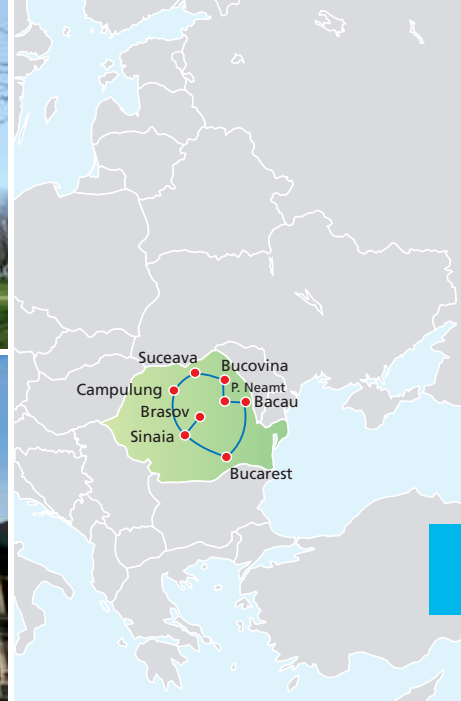 Suceava
Bucovina
P. Neamt
Campulung
Bacau
Brasov
Sinaia
Bucarest